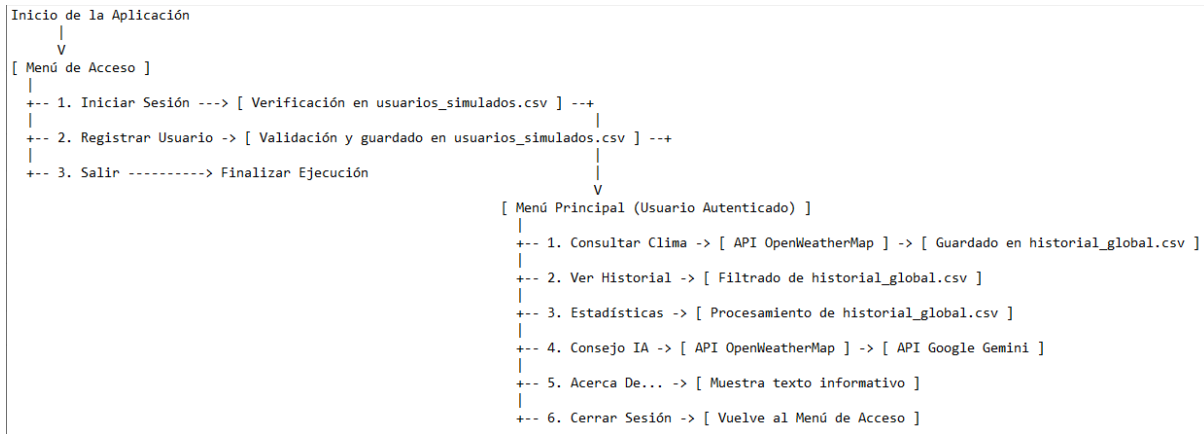 Inicio de la Aplicación
|
V
[ Menú de Acceso ]
|
+-- 1. Iniciar Sesión ---> [ Verificación en usuarios_simulados.csv ] --+
| |
+-- 2. Registrar Usuario -> [ Validación y guardado en usuarios_simulados.csv ] --+
| |
+-- 3. Salir ----------> Finalizar Ejecución |
V
[ Menú Principal (Usuario Autenticado) ]
|
+-- 1. Consultar Clima -> [ API OpenWeatherMap ] -> [ Guardado en historial_global.csv ]
|
+-- 2. Ver Historial -> [ Filtrado de historial_global.csv ]
|
+-- 3. Estadísticas -> [ Procesamiento de historial_global.csv ]
|
+-- 4. Consejo IA -> [ API OpenWeatherMap ] -> [ API Google Gemini ]
|
+-- 5. Acerca De... -> [ Muestra texto informativo ]
|
+-- 6. Cerrar Sesión -> [ Vuelve al Menú de Acceso ]